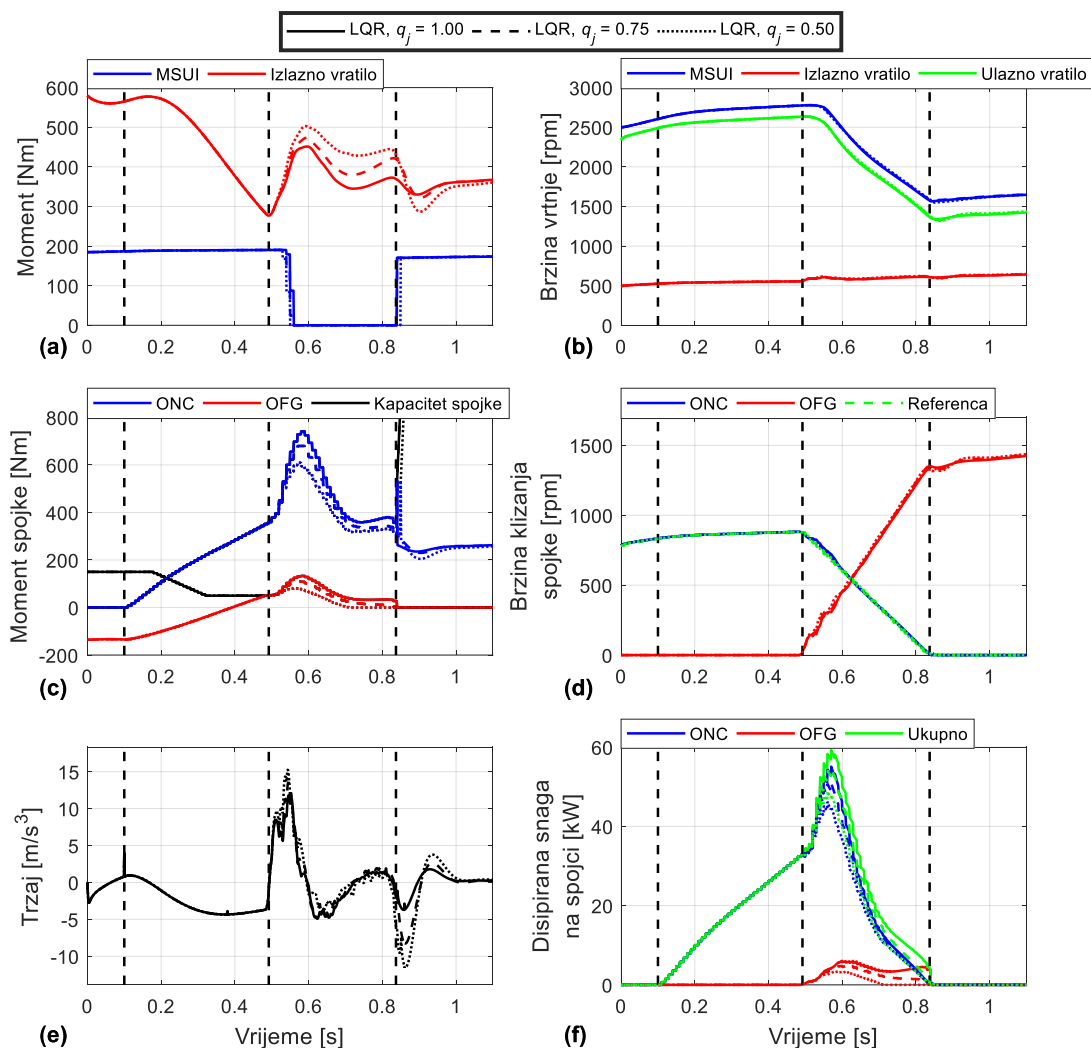 LQR, qj = 1.00 LQR, qj = 0.75 LQR, qj = 0.50
MSUI Izlazno vratilo
600
500
400
300
200
100
0
Moment [Nm]
0 0.2 0.4 0.6 0.8 1
(a)
MSUI Izlazno vratilo Ulazno vratilo
3000
2500
2000
1500
1000
500
0
Brzina vrtnje [rpm]
0 0.2 0.4 0.6 0.8 1
(b)
ONC OFG Kapacitet spojke
800
600
400
200
0
-200
Moment spojke [Nm]
0 0.2 0.4 0.6 0.8 1
(c)
ONC OFG Referenca
1500
1000
500
0
Brzina klizanja
spojke [rpm]
0 0.2 0.4 0.6 0.8 1
(d)
15
10
5
0
-5
-10
Trzaj [m/s³]
0 0.2 0.4 0.6 0.8 1
Vrijeme [s]
(e)
ONC OFG Ukupno
60
40
20
0
Disipirana snaga
na spojci [kW]
0 0.2 0.4 0.6 0.8 1
Vrijeme [s]
(f)